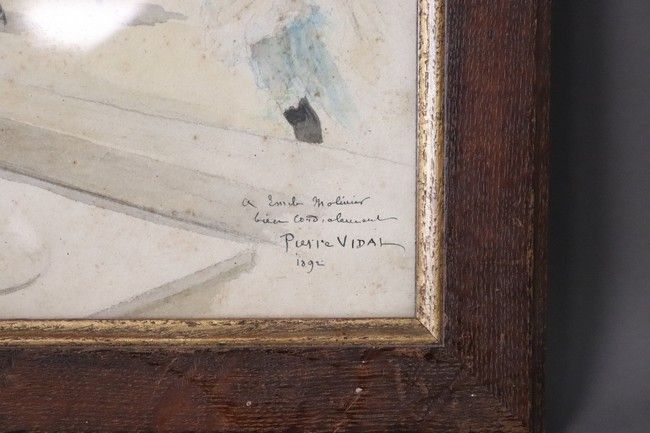 A Emile Molinier
bien cordialement
Pierre VIDAL
1892